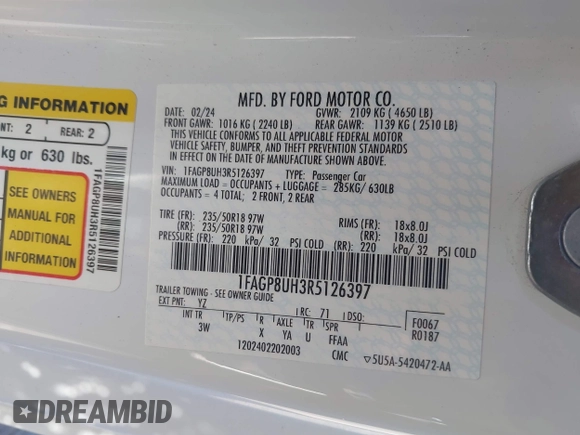 G INFORMATION
NT: 2 REAR: 2
kg or 630 lbs.
SEE OWNERS
MANUAL FOR
ADDITIONAL
INFORMATION
1FAGP8UH3R5126397
MFD. BY FORD MOTOR CO.
DATE: 02/24 GVWR: 2109 KG ( 4650 LB)
FRONT GAWR: 1016 KG ( 2240 LB) REAR GAWR: 1139 KG ( 2510 LB)
THIS VEHICLE CONFORMS TO ALL APPLICABLE FEDERAL MOTOR
VEHICLE SAFETY, BUMPER, AND THEFT PREVENTION STANDARDS
IN EFFECT ON THE DATE OF MANUFACTURE SHOWN ABOVE.
VIN: 1FAGP8UH3R5126397 TYPE: Passenger Car
MAXIMUM LOAD = OCCUPANTS + LUGGAGE = 285KG/ 630LB
OCCUPANTS = 4 TOTAL; 2 FRONT, 2 REAR
TIRE (FR): 235/50R18 97W RIMS (FR): 18x8.0J
(RR): 235/50R18 97W (RR): 18x8.0J
PRESSURE (FR): 220 kPa/ 32 PSI COLD (RR): 220 kPa/ 32 PSI COLD
1FAGP8UH3R5126397
TRAILER TOWING - SEE OWNER GUIDE
EXT PNT: YZ RC: 71 DSO: F0067
INT TR TP/PS R AXLE TR SPR R0187
3W X YA U FFAA
1202402202003 CMC 5U5A-5420472-AA
DREAMBID